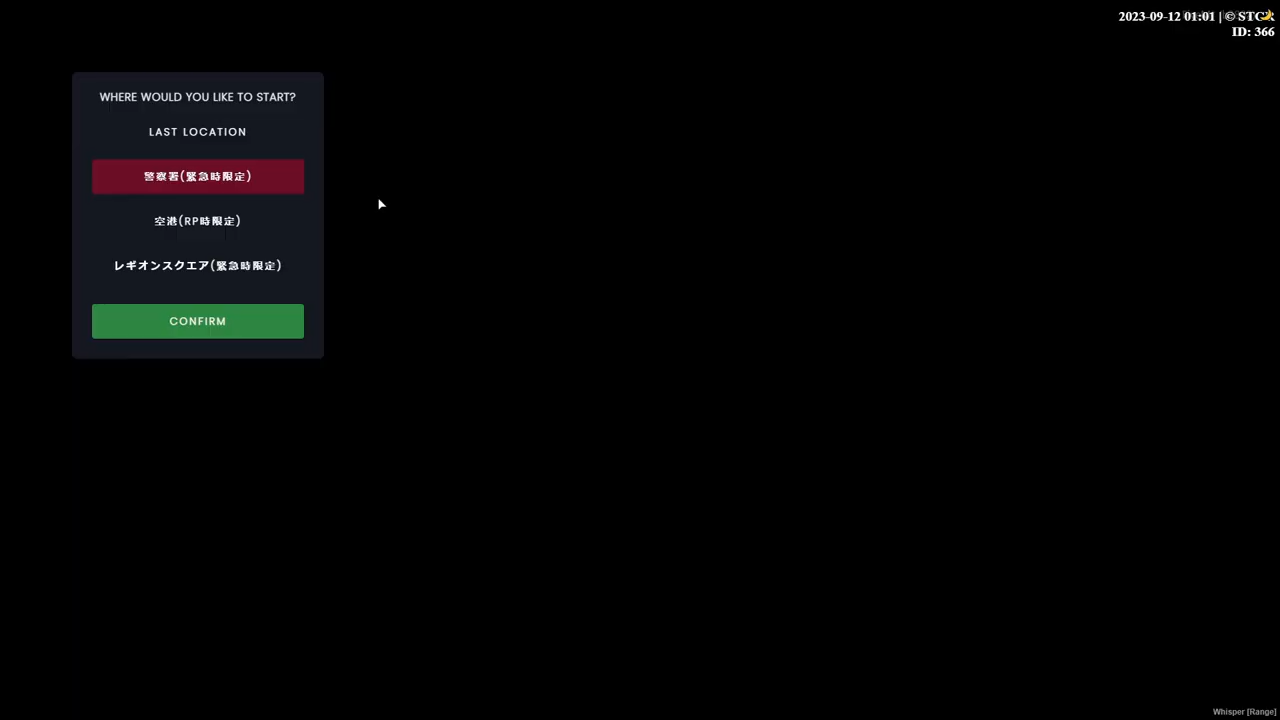 2023-09-12 01:01 | © STGR
ID: 366
WHERE WOULD YOU LIKE TO START?
LAST LOCATION
警察署(緊急時限定)
空港(RP時限定)
レギオンスクエア(緊急時限定)
CONFIRM
Whisper [Range]